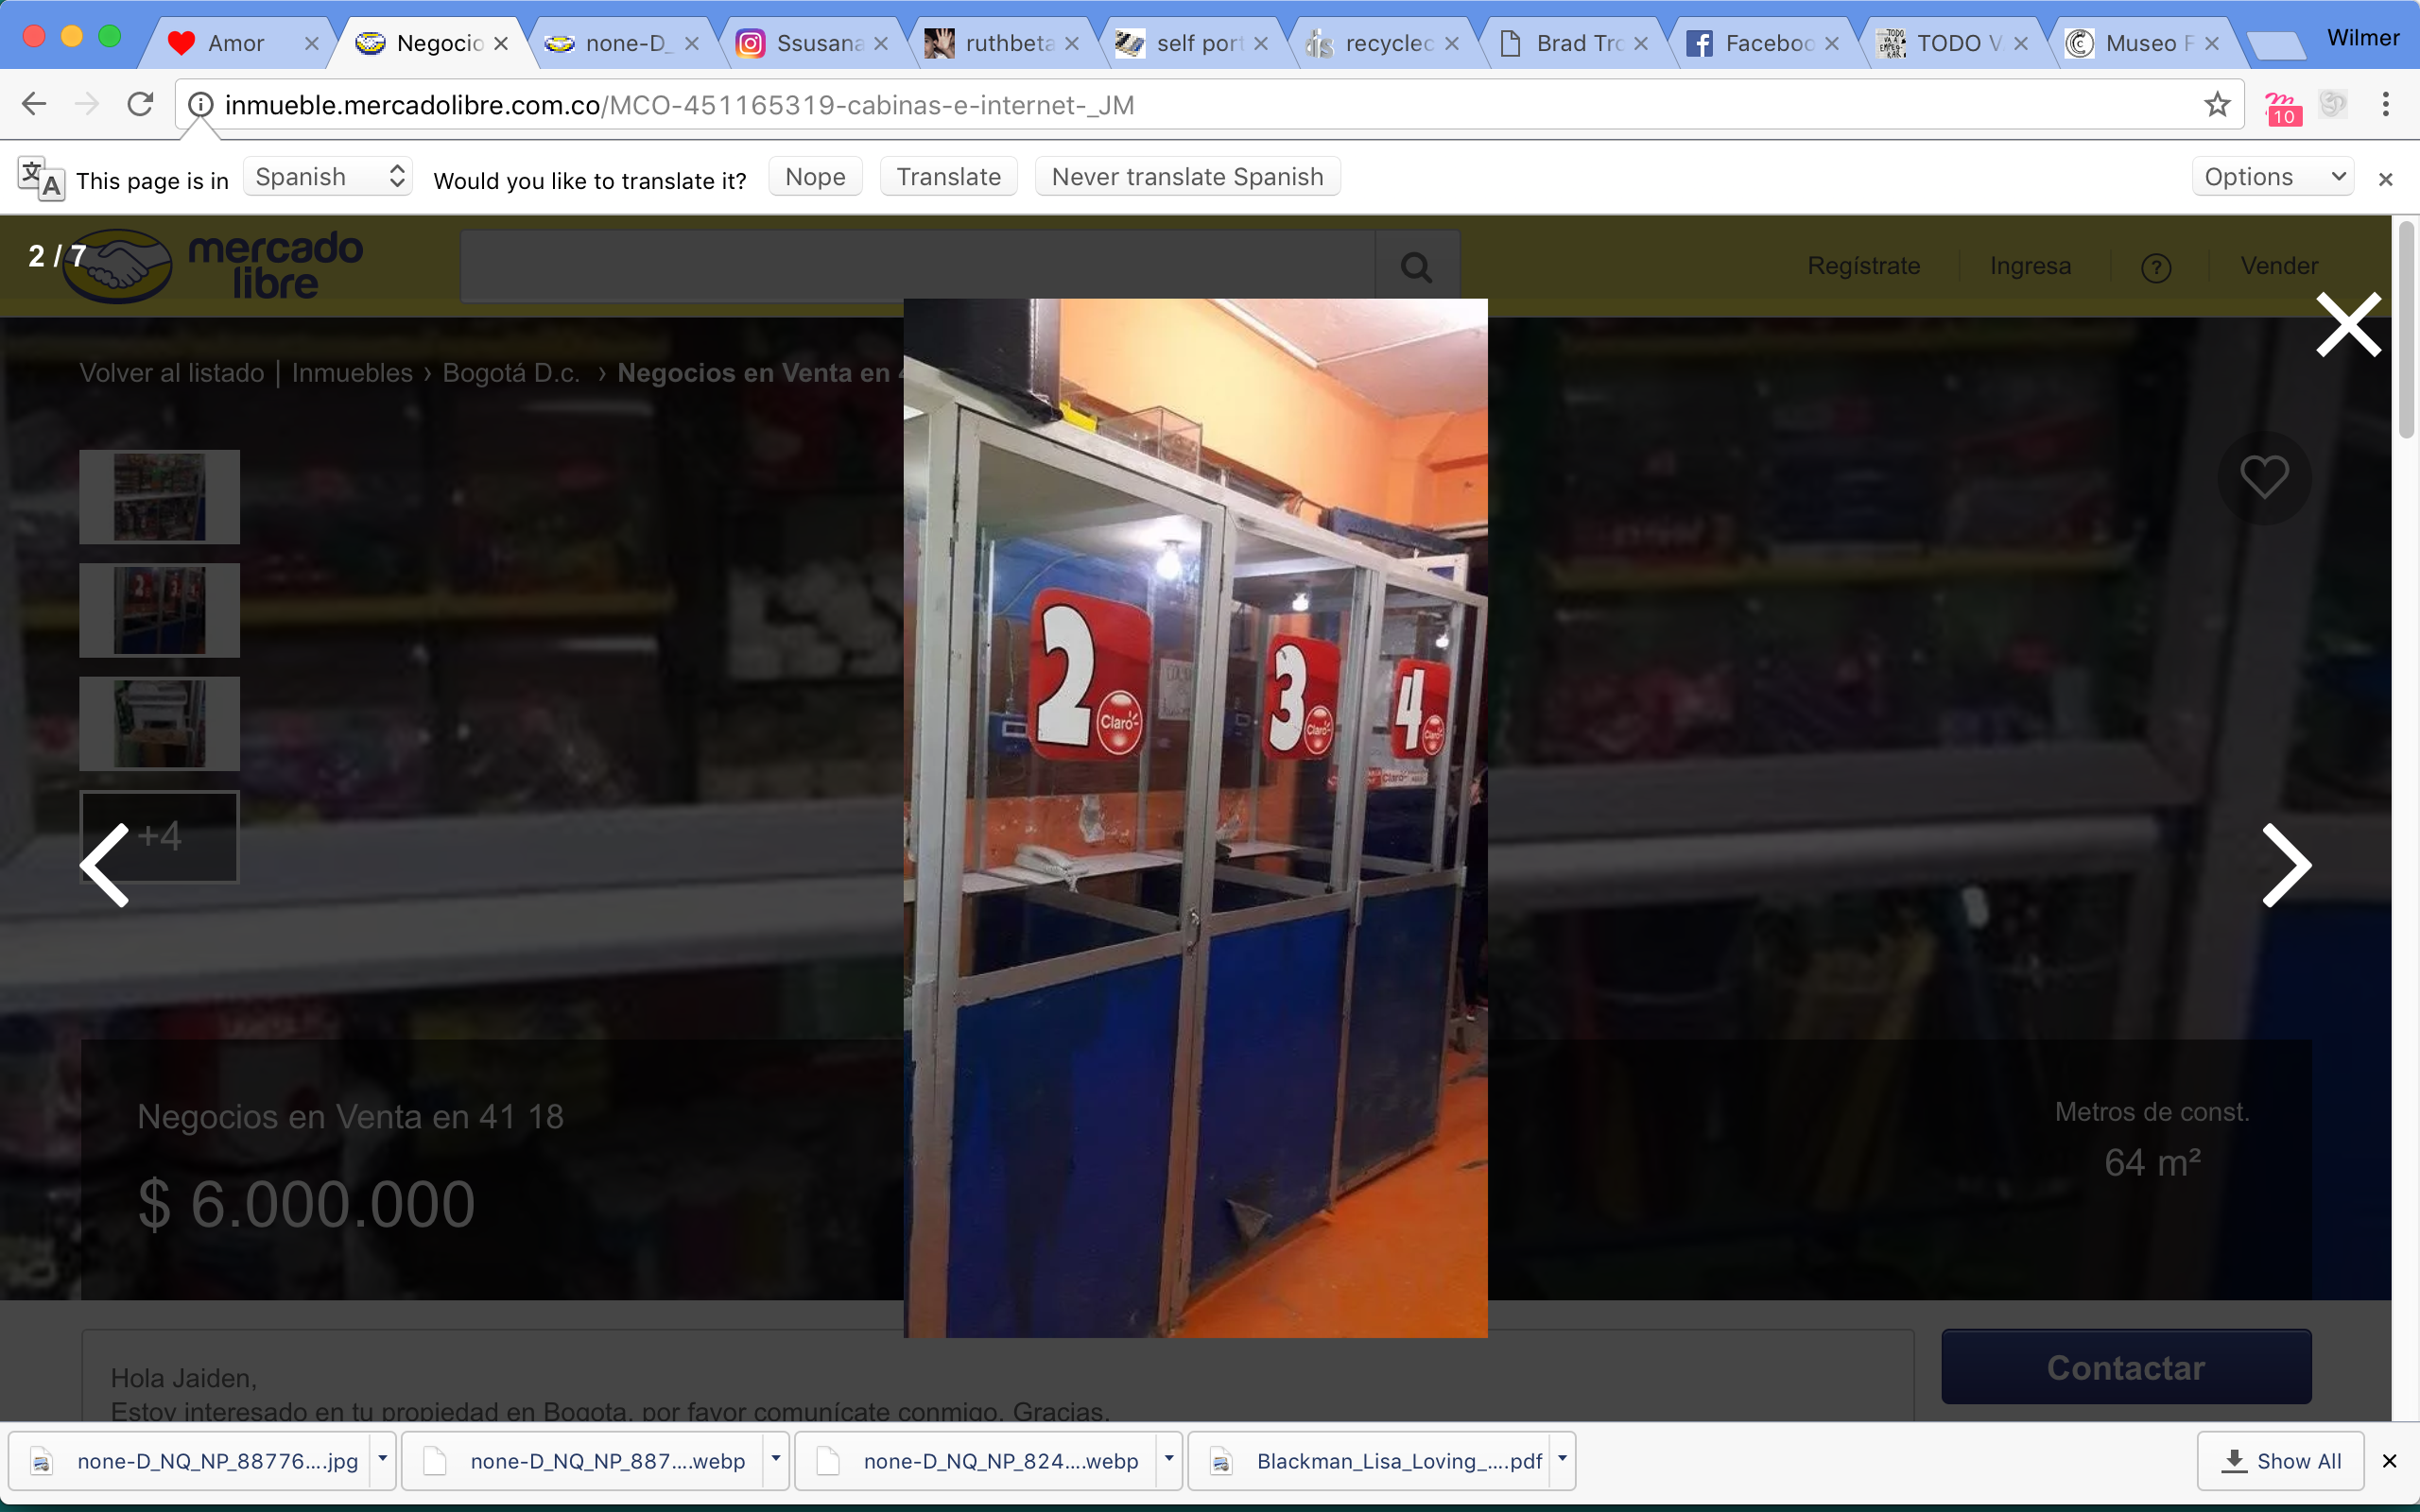 Amor
Negocio
none-D_
Ssusana
ruthbeta
self port
recyclec
Brad Tro
Faceboo
TODO V
Museo F
Wilmer
inmueble.mercadolibre.com.co/MCO-451165319-cabinas-e-internet-_JM
10
This page is in
Spanish
Would you like to translate it?
Nope
Translate
Never translate Spanish
Options
2 / 7
mercado
libre
Regístrate
Ingresa
?
Vender
Volver al listado | Inmuebles › Bogotá D.c. › Negocios en Venta en 4
+4
2
Claro
3
Claro
4
Claro
Claro
Negocios en Venta en 41 18
$ 6.000.000
Metros de const.
64 m²
Hola Jaiden,
Estoy interesado en tu propiedad en Bogota, por favor comunícate conmigo. Gracias.
Contactar
none-D_NQ_NP_88776....jpg
none-D_NQ_NP_887....webp
none-D_NQ_NP_824....webp
Blackman_Lisa_Loving_....pdf
Show All